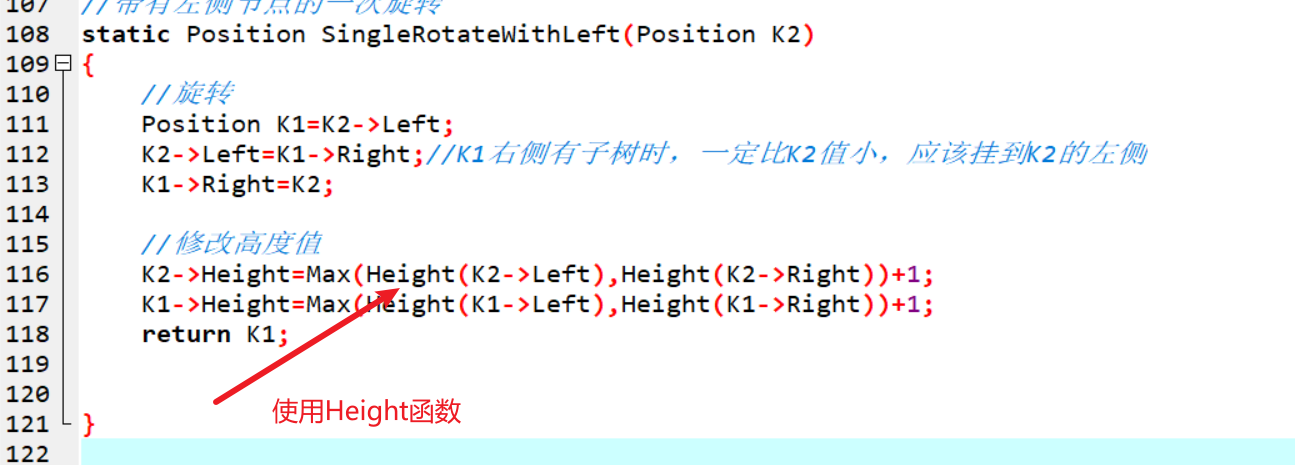 107 //带有左侧节点的一次旋转
108 static Position SingleRotateWithLeft(Position K2)
109 {
110 //旋转
111 Position K1=K2->Left;
112 K2->Left=K1->Right;//K1右侧有子树时，一定比K2值小，应该挂到K2的左侧
113 K1->Right=K2;
114
115 //修改高度值
116 K2->Height=Max(Height(K2->Left),Height(K2->Right))+1;
117 K1->Height=Max(Height(K1->Left),Height(K1->Right))+1;
118 return K1;
119
120
使用Height函数
121 }
122